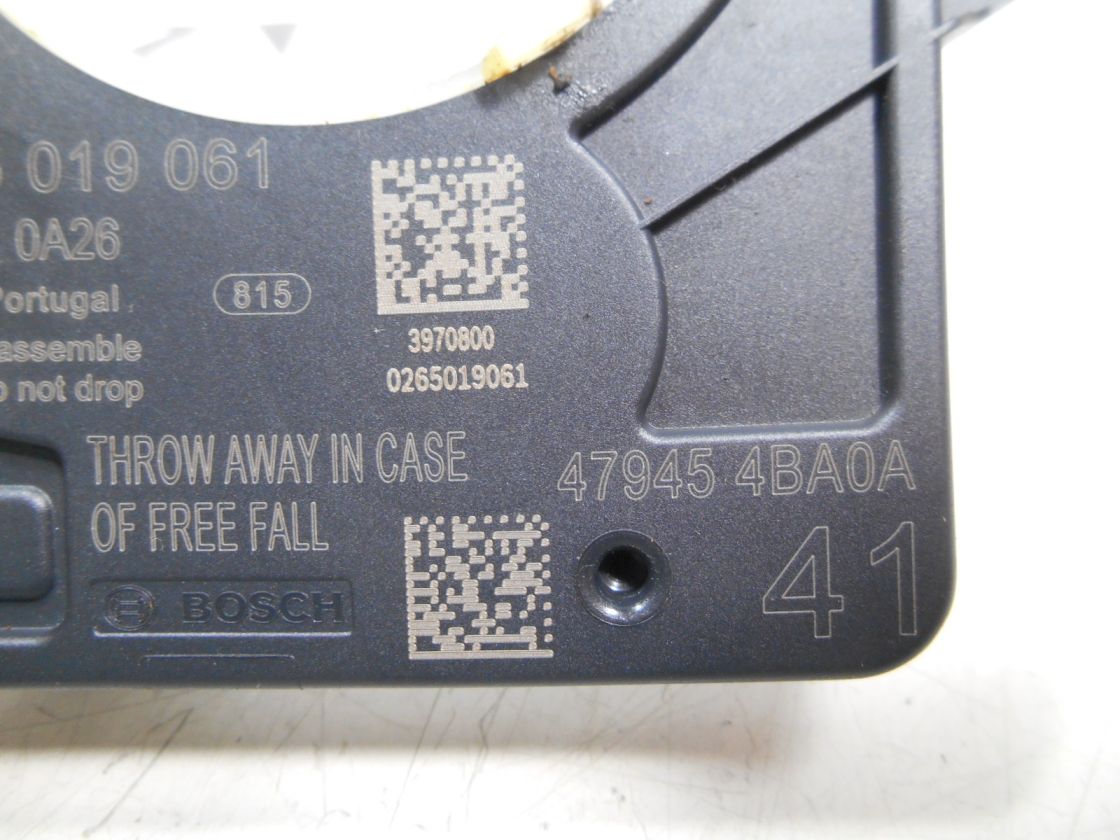 019 061
0A26
Portugal
815
3970800
0265019061
assemble
not drop
THROW AWAY IN CASE
OF FREE FALL
47945 4BA0A
41
BOSCH